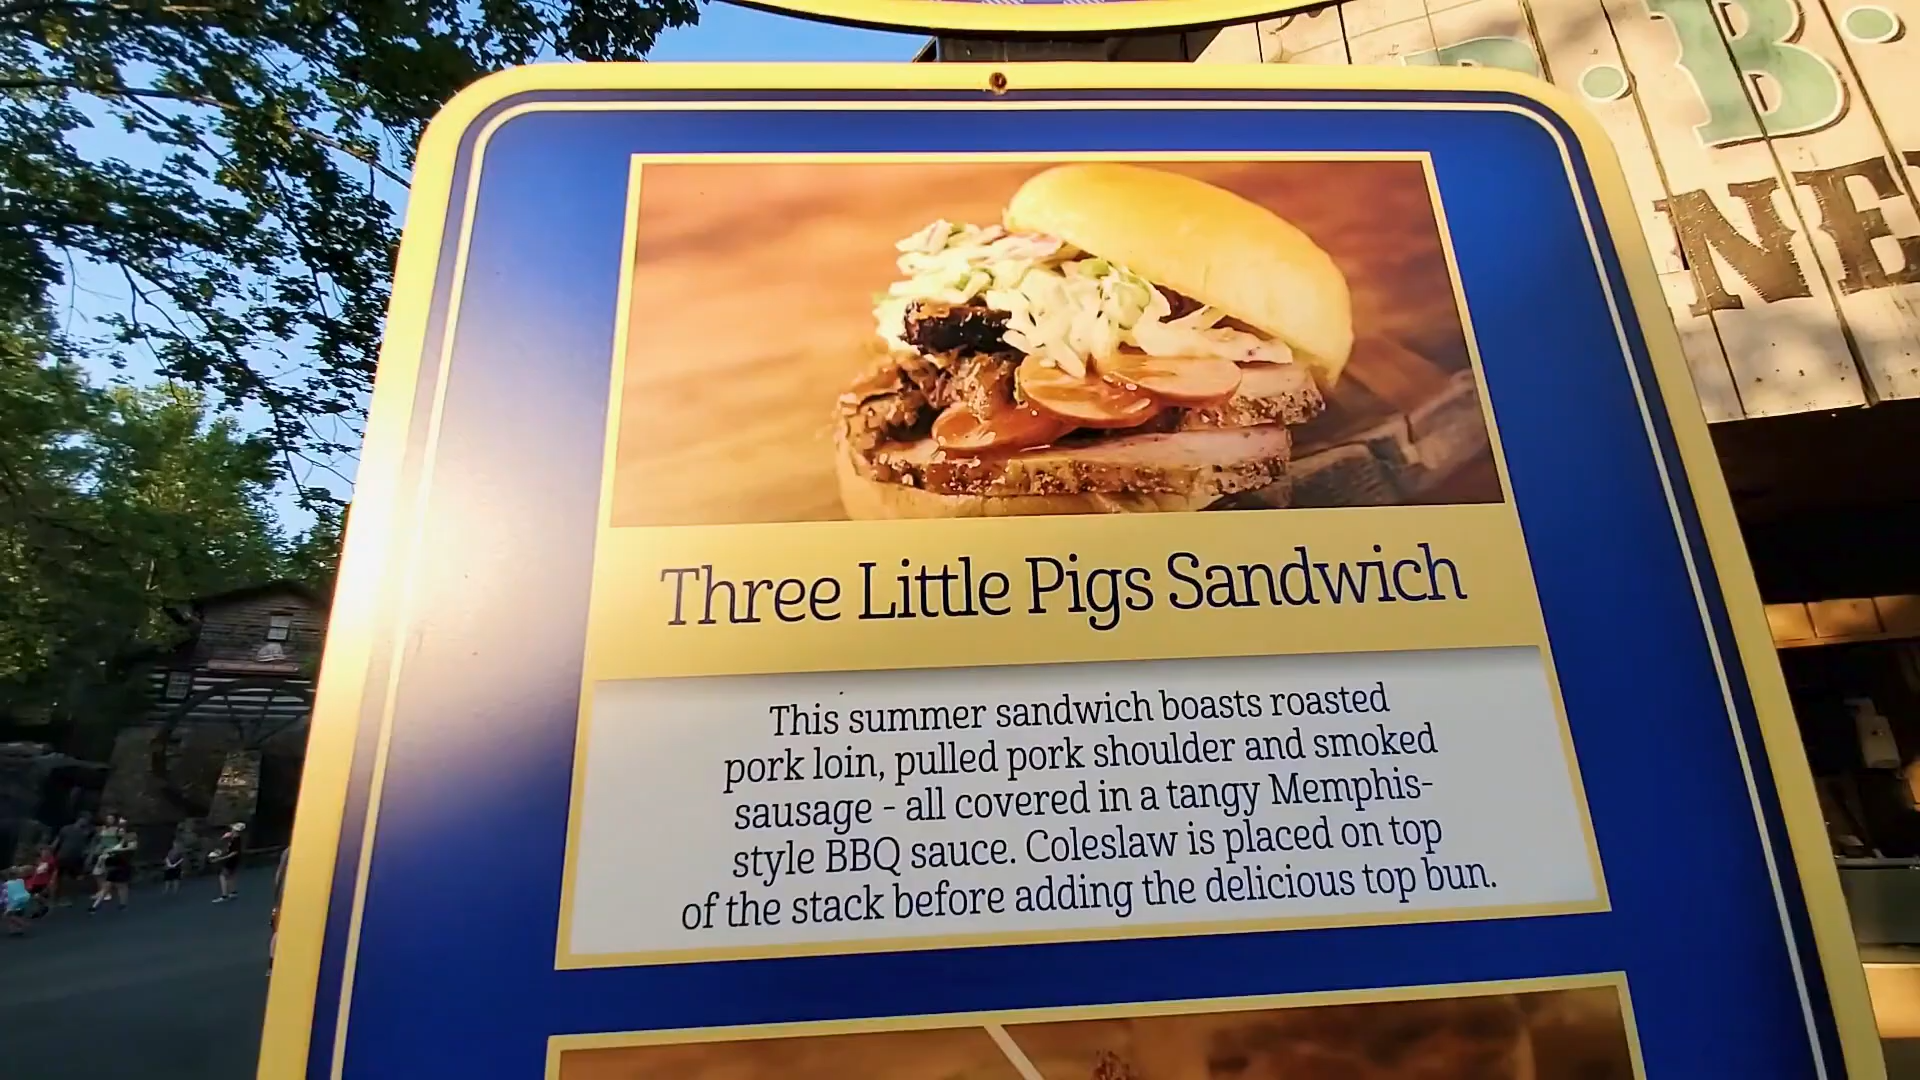 .B.
NE
Three Little Pigs Sandwich
This summer sandwich boasts roasted
pork loin, pulled pork shoulder and smoked
sausage - all covered in a tangy Memphis-
style BBQ sauce. Coleslaw is placed on top
of the stack before adding the delicious top bun.